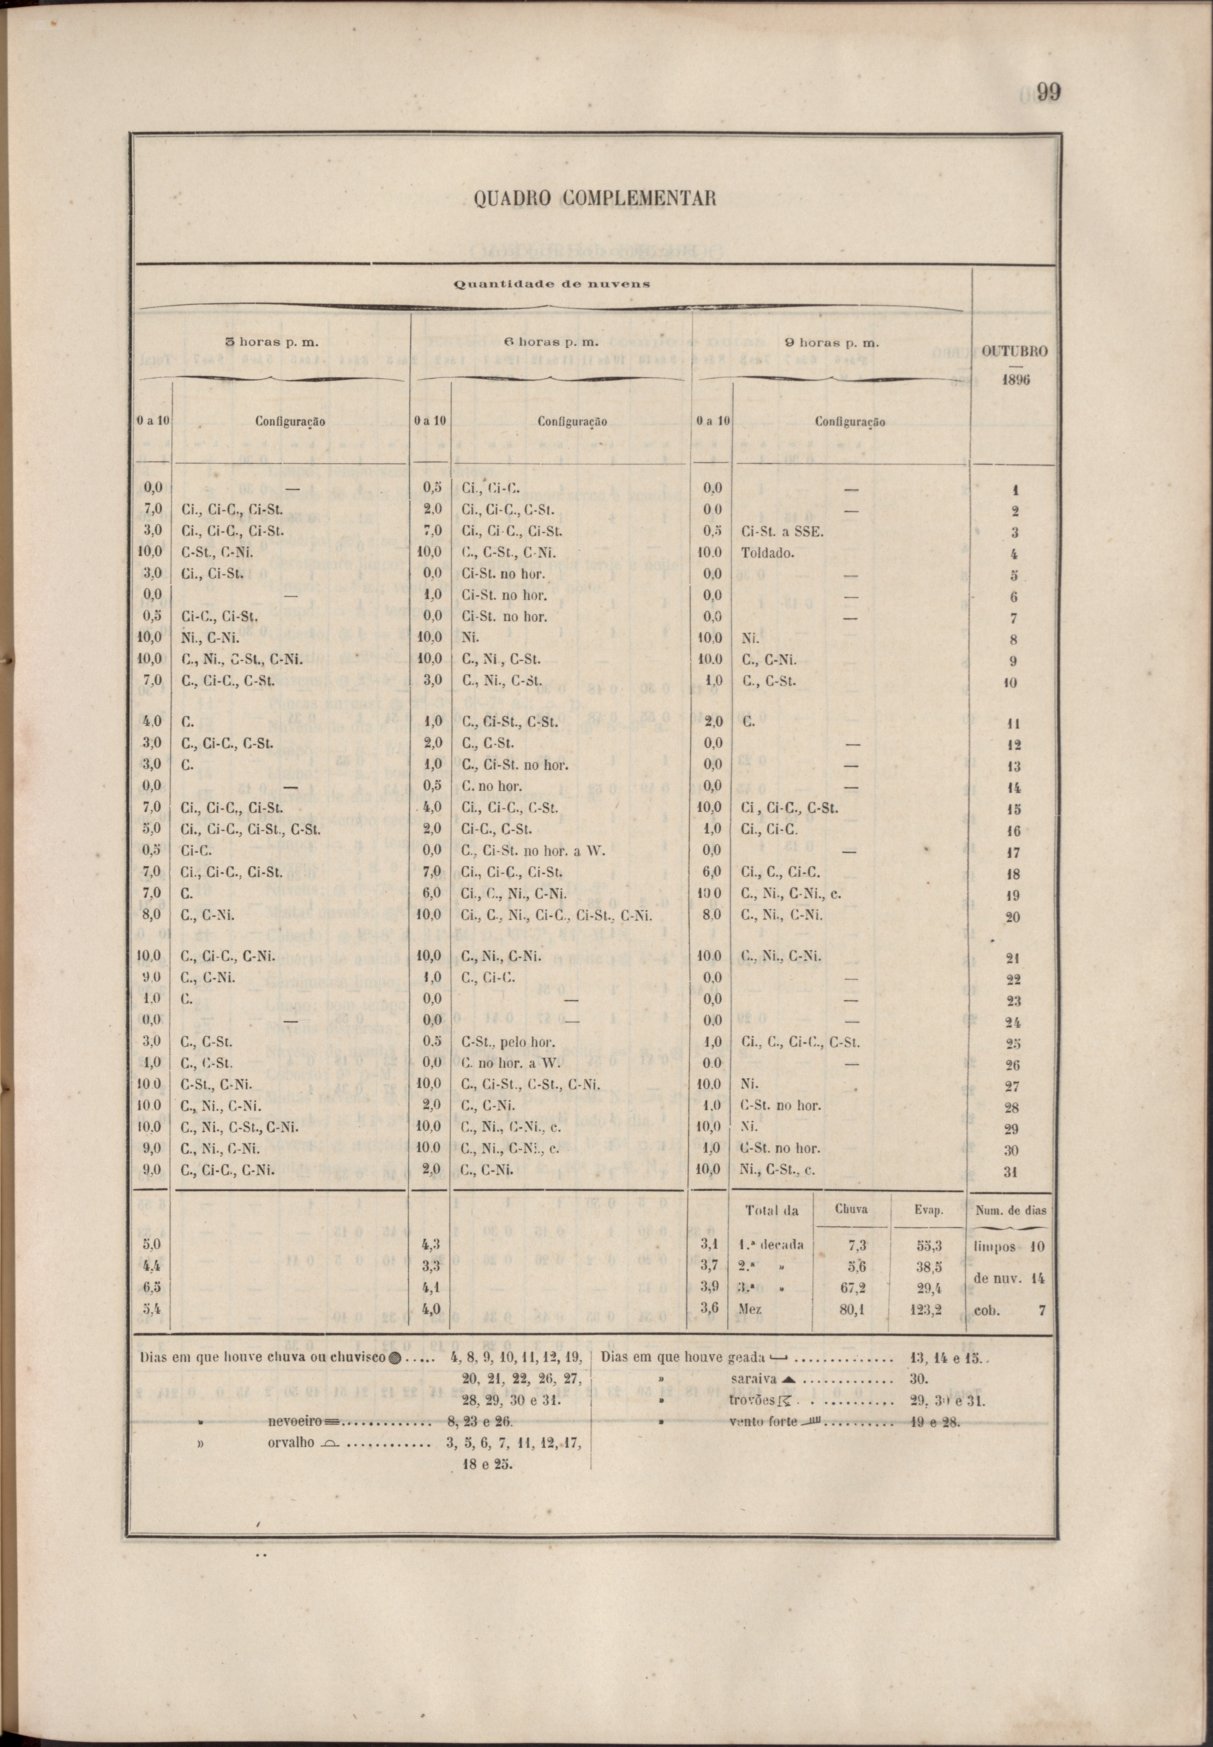 99
QUADRO COMPLEMENTAR
Quantidade de nuvens
3 horas p. m. 6 horas p. m. 9 horas p. m. OUTUBRO
1896
0 a 10 Configuração 0 a 10 Configuração 0 a 10 Configuração
0,0 — 0,5 Ci., Ci-C. 0,0 — 1
7,0 Ci., Ci-C., Ci-St. 2,0 Ci., Ci-C., C-St. 0 0 — 2
3,0 Ci., Ci-C., Ci-St. 7,0 Ci., Ci C., Ci-St. 0,5 Ci-St. a SSE. 3
10,0 C-St., C-Ni. 10,0 C., C-St., C-Ni. 10.0 Toldado. 4
3,0 Ci., Ci-St. 0,0 Ci-St. no hor. 0,0 — 5
0,0 — 1,0 Ci-St. no hor. 0,0 — 6
0,5 Ci-C., Ci-St. 0,0 Ci-St. no hor. 0,0 — 7
10,0 Ni., C-Ni. 10.0 Ni. 10.0 Ni. 8
10,0 C., Ni., C-St., C-Ni. 10,0 C., Ni., C-St. 10.0 C., C-Ni. 9
7,0 C., Ci-C., C-St. 3,0 C., Ni., C-St. 1,0 C., C-St. 10
4,0 C. 1,0 C., Ci-St., C-St. 2,0 C. 11
3,0 C., Ci-C., C-St. 2,0 C., C-St. 0,0 — 12
3,0 C. 1,0 C., Ci-St. no hor. 0,0 — 13
0,0 — 0,5 C. no hor. 0,0 — 14
7,0 Ci., Ci-C., Ci-St. 4,0 Ci., Ci-C., C-St. 10,0 Ci , Ci-C., C-St. 15
5,0 Ci., Ci-C., Ci-St., C-St. 2,0 Ci-C., C-St. 1,0 Ci., Ci-C. 16
0,5 Ci-C. 0,0 C., Ci-St. no hor. a W. 0,0 — 17
7,0 Ci., Ci-C., Ci-St. 7,0 Ci., Ci-C., Ci-St. 6,0 Ci., C., Ci-C. 18
7,0 C. 6,0 Ci., C., Ni., C-Ni. 10 0 C., Ni., C-Ni., c. 19
8,0 C., C-Ni. 10,0 Ci., C., Ni., Ci-C., Ci-St., C-Ni. 8,0 C., Ni., C-Ni. 20
10,0 C., Ci-C., C-Ni. 10,0 C., Ni., C-Ni. 10,0 C., Ni., C-Ni. 21
9,0 C., C-Ni. 1,0 C., Ci-C. 0,0 — 22
1,0 C. 0,0 — 0,0 — 23
0,0 — 0,0 — 0,0 — 24
3,0 C., C-St. 0.5 C-St., pelo hor. 1,0 Ci., C., Ci-C., C-St. 25
1,0 C., C-St. 0,0 C. no hor. a W. 0.0 — 26
10 0 C-St., C-Ni. 10,0 C., Ci-St., C-St., C-Ni. 10.0 Ni. 27
10 0 C., Ni., C-Ni. 2,0 C., C-Ni. 1,0 C-St. no hor. 28
10.0 C., Ni., C-St., C-Ni. 10,0 C., Ni., C-Ni., c. 10,0 Ni. 29
9,0 C., Ni., C-Ni. 10.0 C., Ni., C-Ni., c. 1,0 C-St. no hor. 30
9,0 C., Ci-C., C-Ni. 2,0 C., C-Ni. 10,0 Ni., C-St., c. 31
Total da Chuva Evap. Num. de dias
5,0 4,3 3,1 1.ª decada 7,3 55,3 limpos 10
4,4 3,3 3,7 2.ª » 5,6 38,5
6,5 4,1 3,9 3.ª » 67,2 29,4 de nuv. 14
5,4 4,0 3,6 Mez 80,1 123,2 cob. 7
Dias em que houve chuva ou chuvisco ..... 4, 8, 9, 10, 11, 12, 19, Dias em que houve geada .............. 13, 14 e 15.
20, 21, 22, 26, 27, » saraiva ............. 30.
28, 29, 30 e 31. » trovões ............ 29, 30 e 31.
» nevoeiro ............. 8, 23 e 26. » vento forte .......... 19 e 28.
» orvalho ............ 3, 5, 6, 7, 11, 12, 17,
18 e 25.